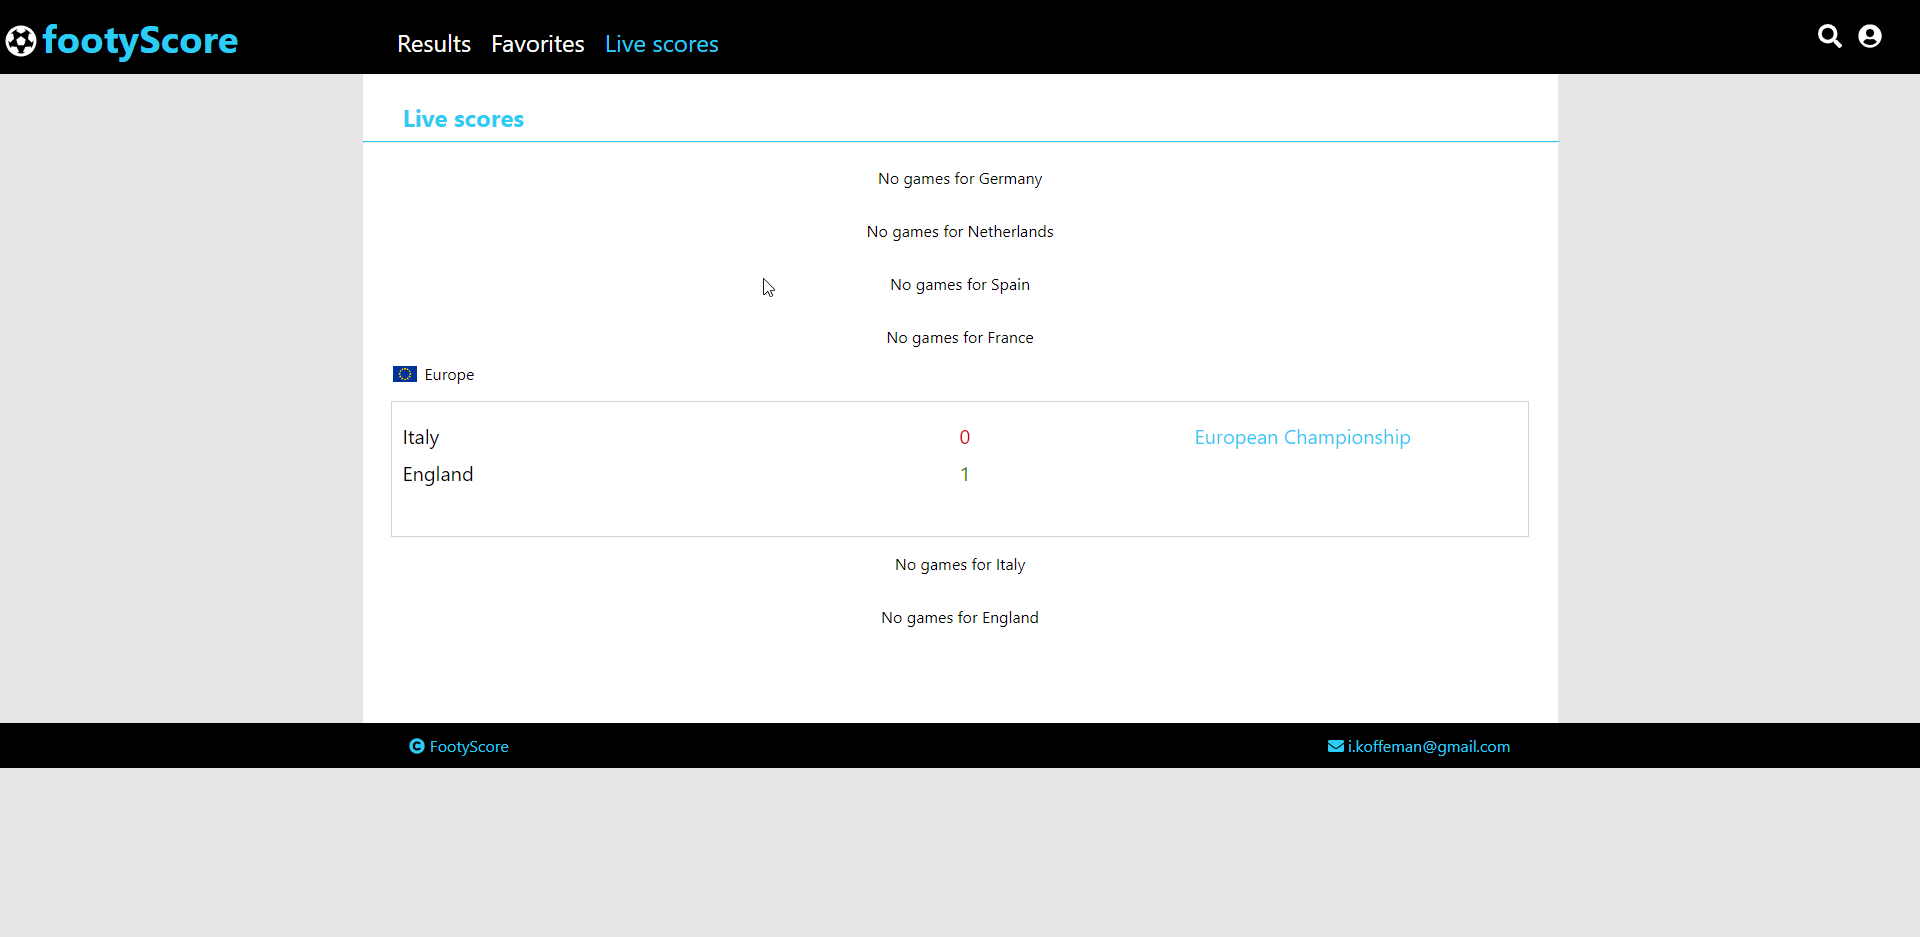 footyScore
Results Favorites Live scores
Live scores
No games for Germany
No games for Netherlands
No games for Spain
No games for France
Europe
Italy 0 European Championship
England 1
No games for Italy
No games for England
FootyScore i.koffeman@gmail.com